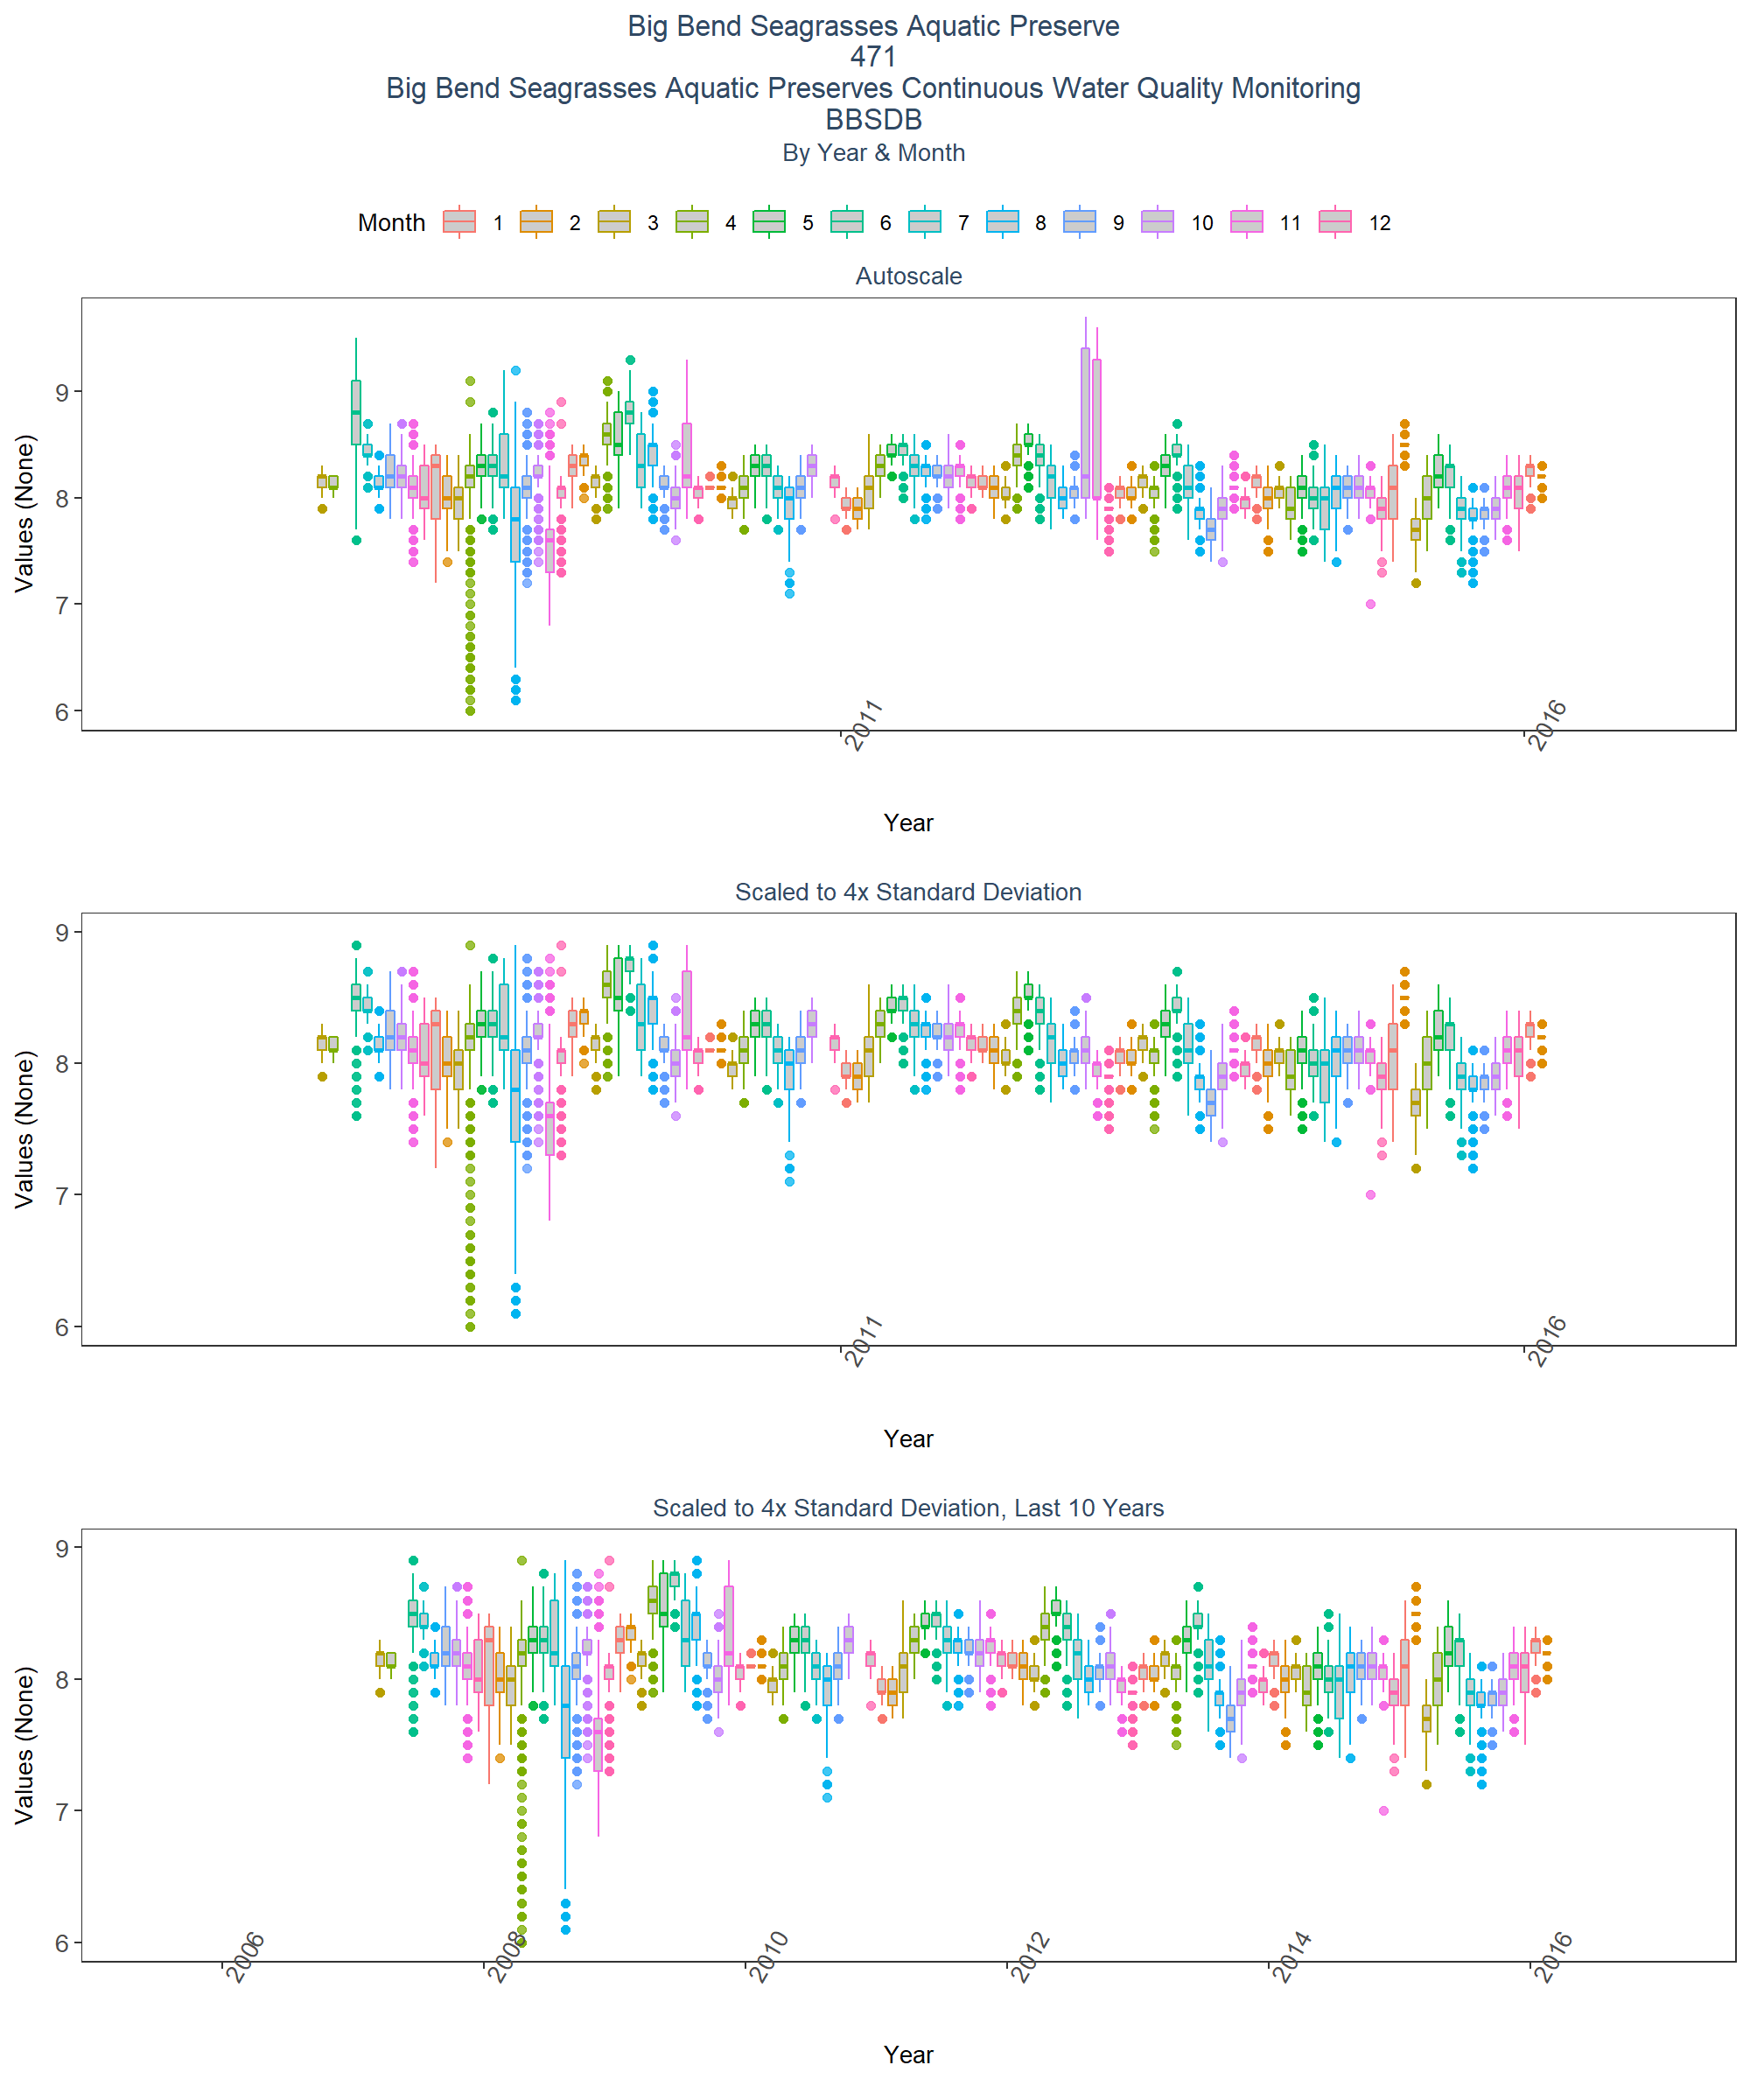 Big Bend Seagrasses Aquatic Preserve
471
Big Bend Seagrasses Aquatic Preserves Continuous Water Quality Monitoring
BBSDB
By Year & Month
Month 1 2 3 4 5 6 7 8 9 10 11 12
Autoscale
Values (None)
9
8
7
6
2011 2016
Year
Scaled to 4x Standard Deviation
Values (None)
9
8
7
6
2011 2016
Year
Scaled to 4x Standard Deviation, Last 10 Years
Values (None)
9
8
7
6
2006 2008 2010 2012 2014 2016
Year